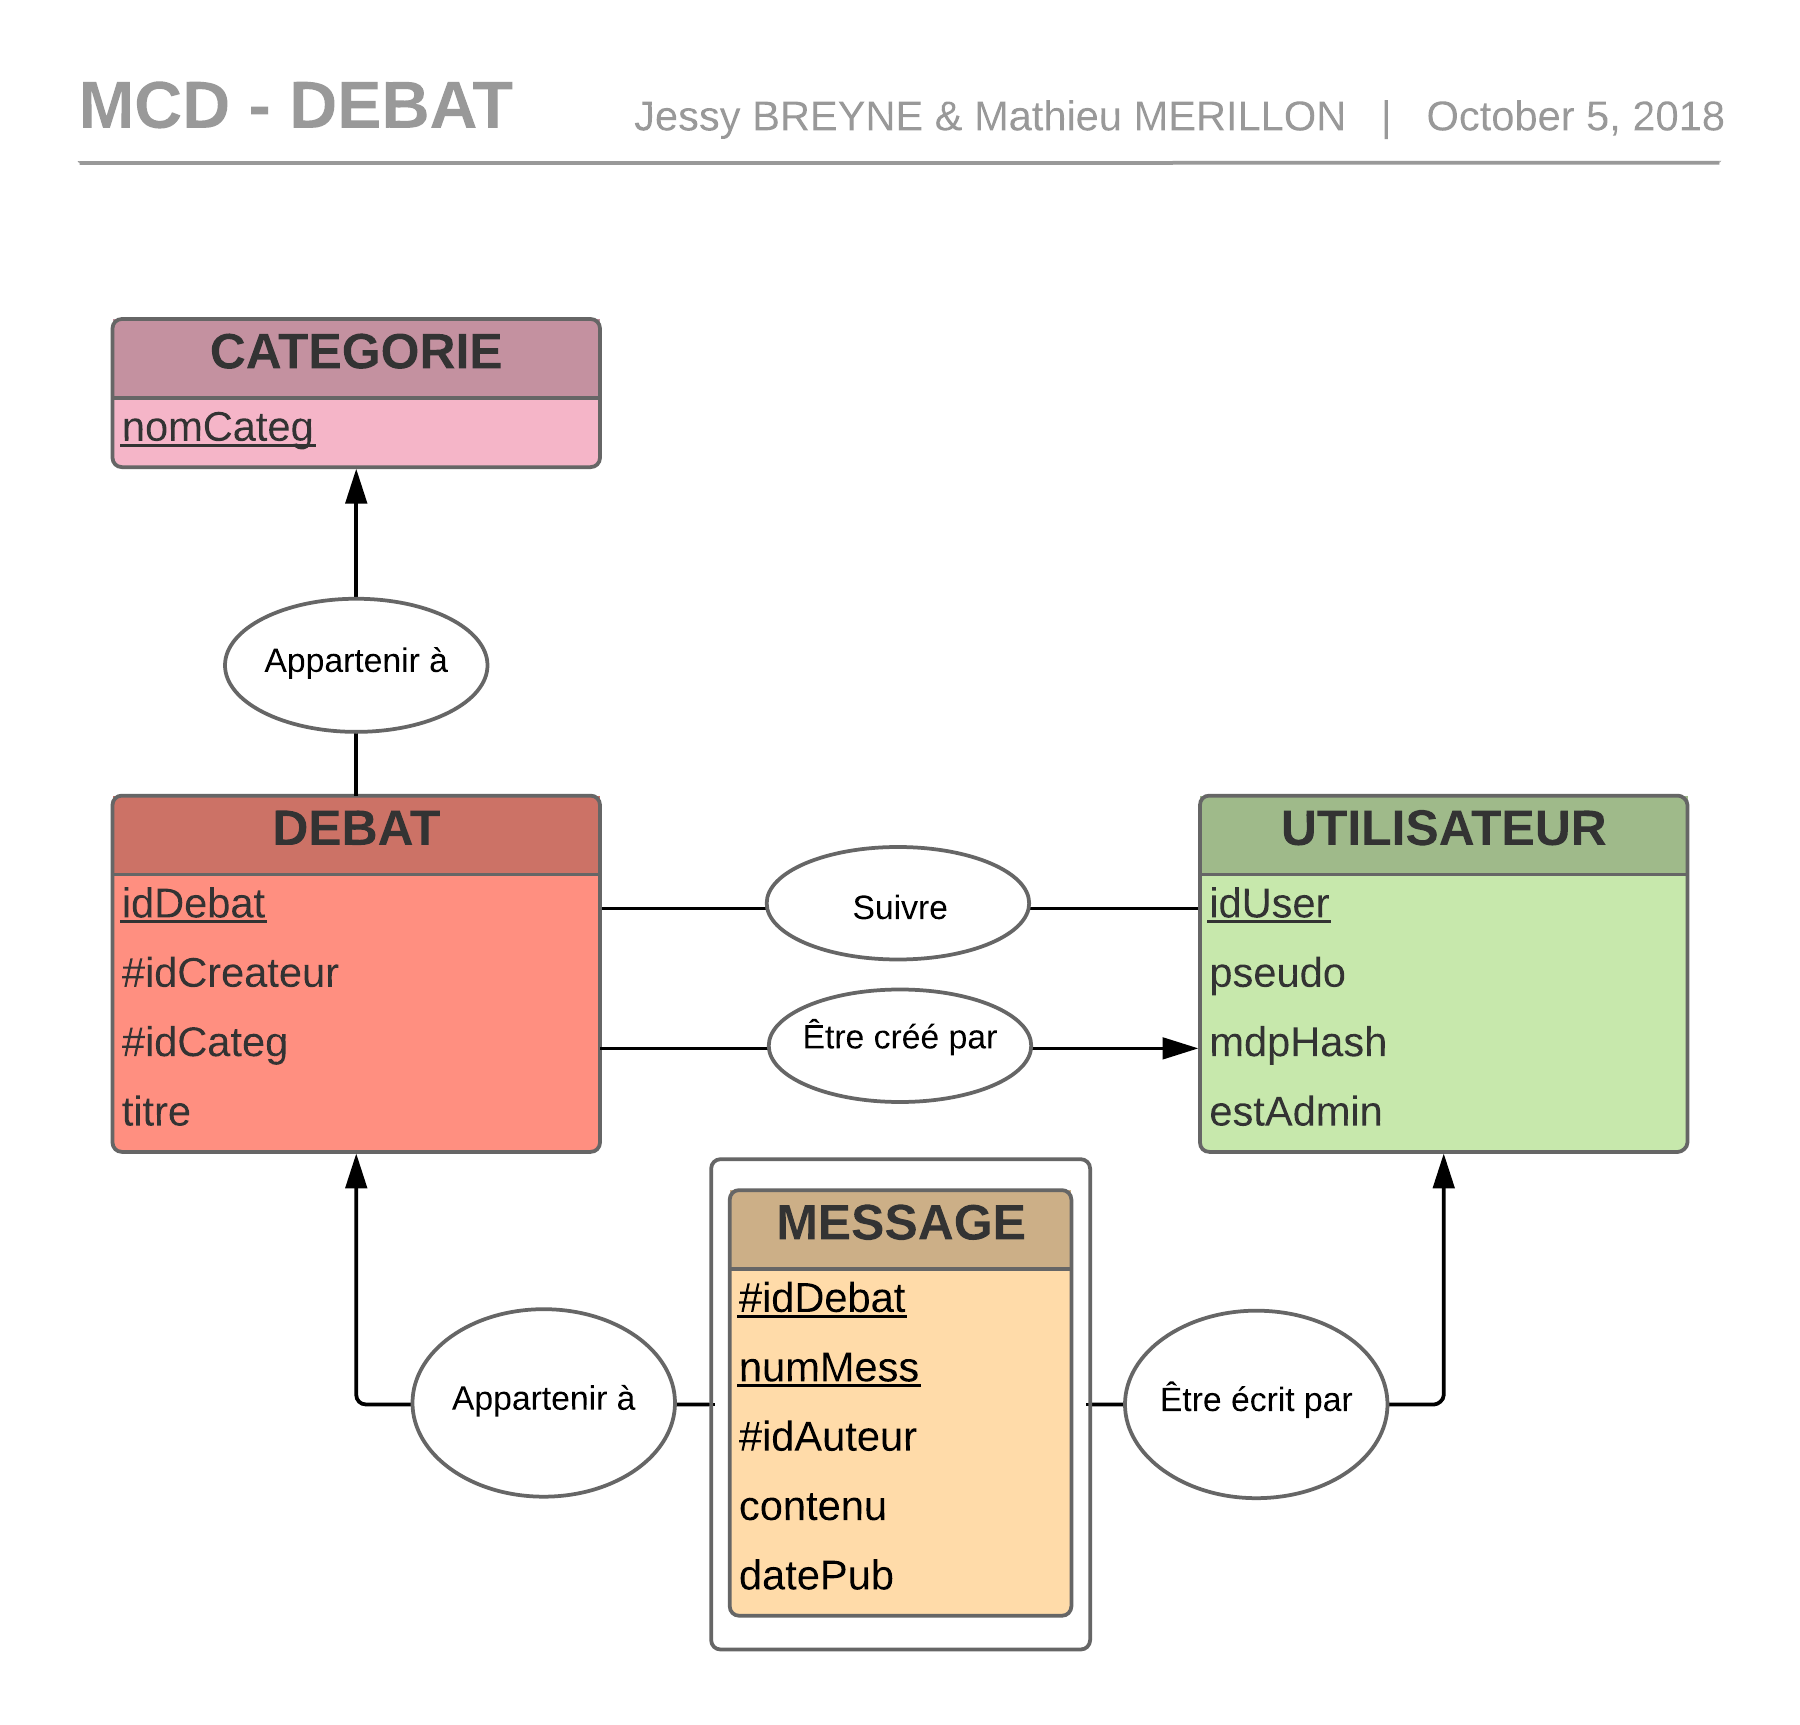 MCD - DEBAT
Jessy BREYNE & Mathieu MERILLON | October 5, 2018
CATEGORIE
nomCateg
Appartenir à
DEBAT
idDebat
#idCreateur
#idCateg
titre
Suivre
Être créé par
UTILISATEUR
idUser
pseudo
mdpHash
estAdmin
MESSAGE
#idDebat
numMess
#idAuteur
contenu
datePub
Appartenir à
Être écrit par